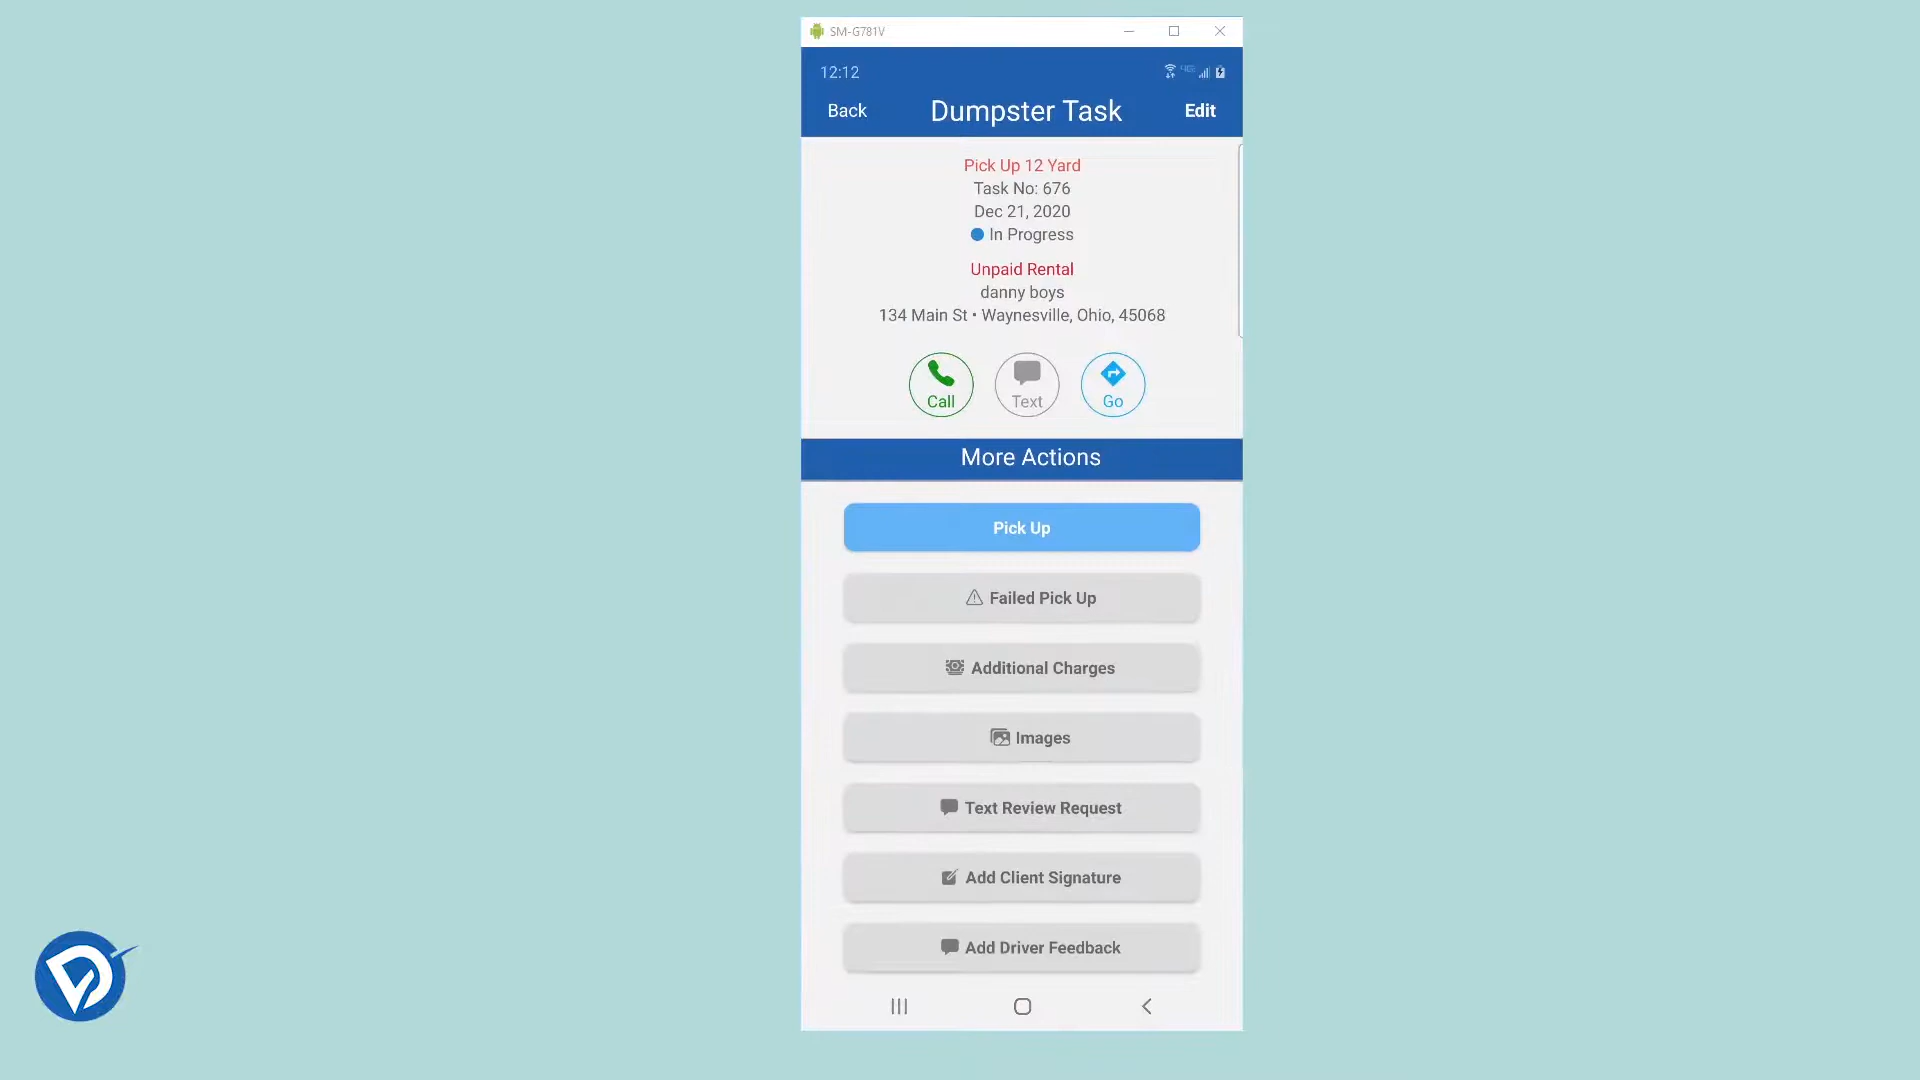 SM-G781V
12:12
Back
Dumpster Task
Edit
Pick Up 12 Yard
Task No: 676
Dec 21, 2020
In Progress
Unpaid Rental
danny boys
134 Main St • Waynesville, Ohio, 45068
Call
Text
Go
More Actions
Pick Up
Failed Pick Up
Additional Charges
Images
Text Review Request
Add Client Signature
Add Driver Feedback